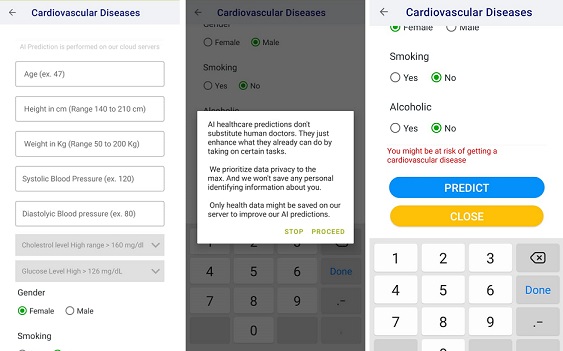 Cardiovascular Diseases
AI Prediction is performed on our cloud servers
Age (ex. 47)
Height in cm (Range 140 to 210 cm)
Weight in Kg (Range 50 to 200 Kg)
Systolic Blood Pressure (ex. 120)
Diastolyic Blood pressure (ex. 80)
Cholestrol level High range > 160 mg/dl
Glucose Level High > 126 mg/dL
Gender
Female Male
Smoking
Gender
Female Male
Smoking
Yes No
Alcoholic
AI healthcare predictions don't
substitute human doctors. They just
enhance what they already can do by
taking on certain tasks.
We prioritize data privacy to the
max. And we won't save any personal
identifying information about you.
Only health data might be saved on our
server to improve our AI predictions.
STOP PROCEED
1 2 3
4 5 6 Done
7 8 9 .-
0 .
Cardiovascular Diseases
Female Male
Smoking
Yes No
Alcoholic
Yes No
You might be at risk of getting a
cardiovascular disease
PREDICT
CLOSE
1 2 3
4 5 6 Done
7 8 9 .-